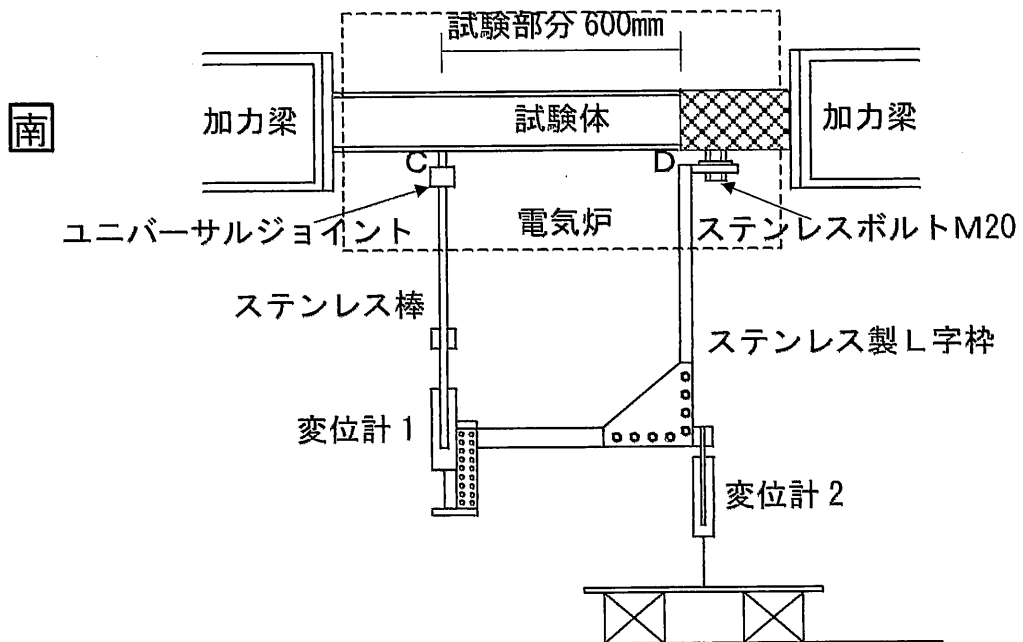 試験部分 600mm
南
加力梁
試験体
加力梁
C
D
ユニバーサルジョイント
電気炉
ステンレスボルトM20
ステンレス棒
ステンレス製L字枠
変位計1
変位計2